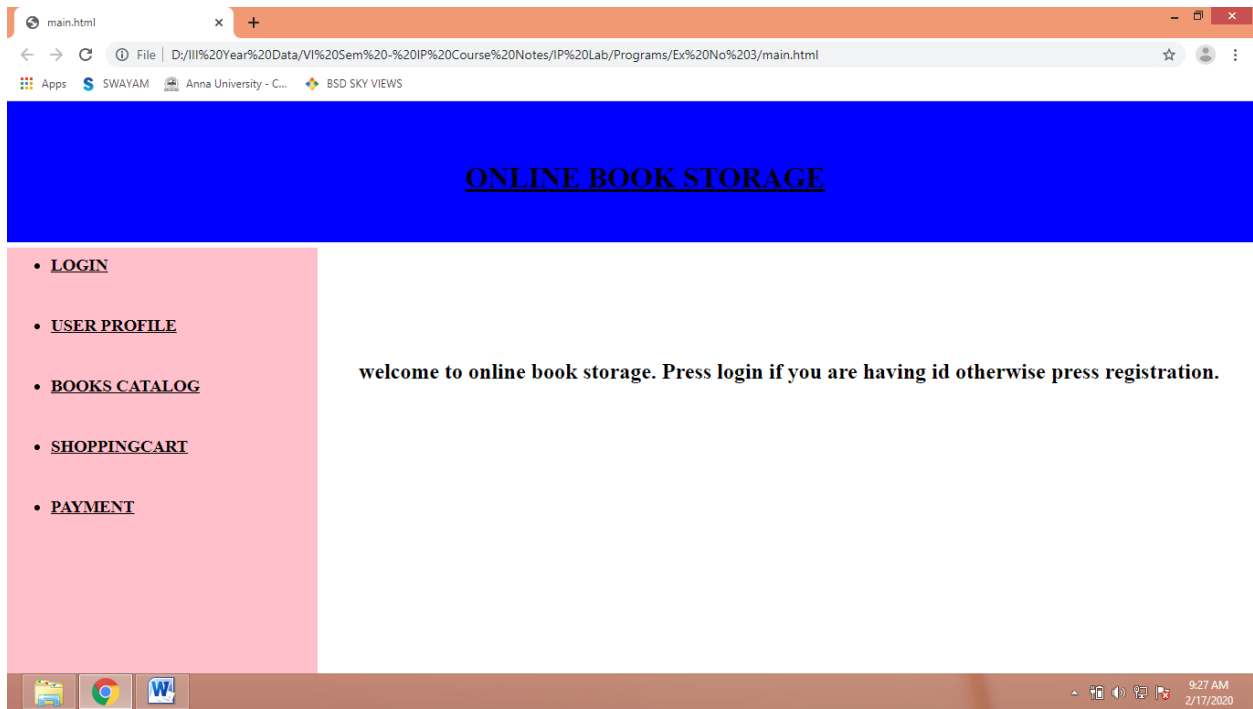 main.html
File | D:/III%20Year%20Data/VI%20Sem%20-%20IP%20Course%20Notes/IP%20Lab/Programs/Ex%20No%203/main.html
Apps SWAYAM Anna University - C... BSD SKY VIEWS
ONLINE BOOK STORAGE
LOGIN
USER PROFILE
BOOKS CATALOG
SHOPPINGCART
PAYMENT
welcome to online book storage. Press login if you are having id otherwise press registration.
9:27 AM
2/17/2020